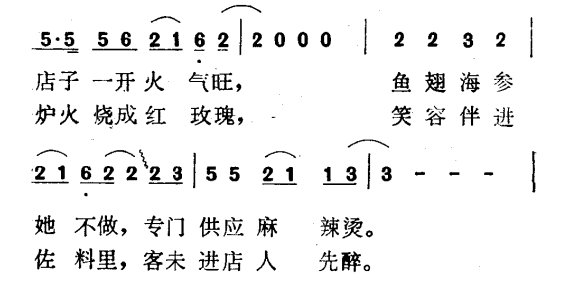 5·5 56 21 6 2 | 2 0 0 0 | 2 2 3 2
店子一开火 气旺， 鱼翅海参
炉火烧成红 玫瑰， 笑容伴进
21 6 2 2 23 | 5 5 21 13 | 3 - - - |
她 不做，专门供应麻 辣烫。
佐 料里，客未进店人 先醉。